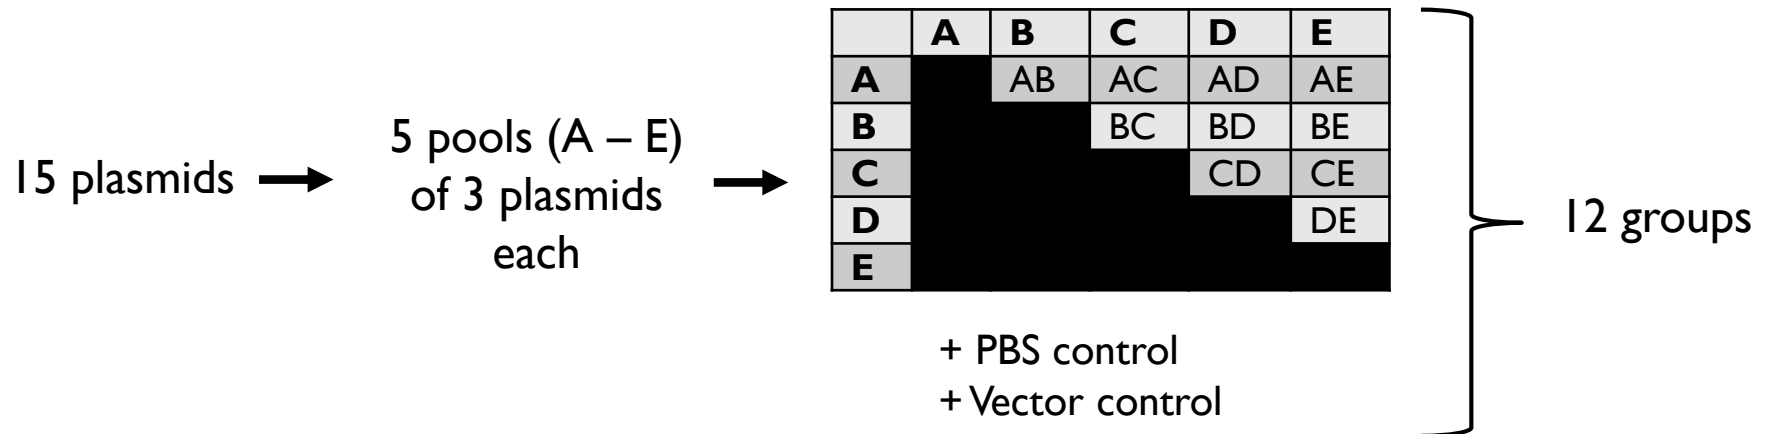 15 plasmids
5 pools (A – E)
of 3 plasmids
each
A B C D E
A AB AC AD AE
B BC BD BE
C CD CE
D DE
E
+ PBS control
+ Vector control
12 groups